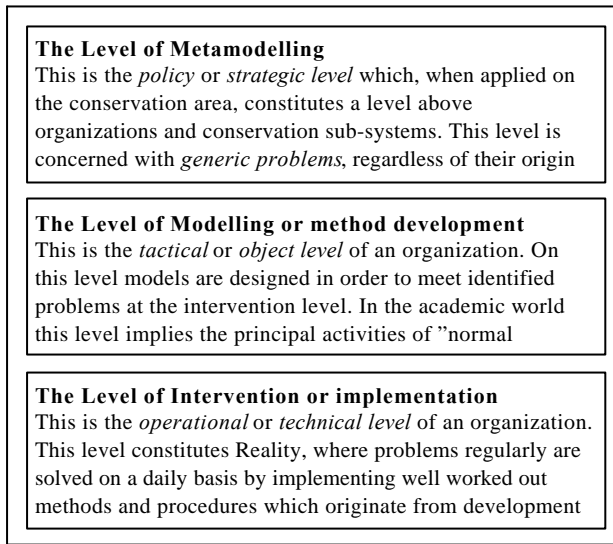 The Level of Metamodelling
This is the policy or strategic level which, when applied on
the conservation area, constitutes a level above
organizations and conservation sub-systems. This level is
concerned with generic problems, regardless of their origin
The Level of Modelling or method development
This is the tactical or object level of an organization. On
this level models are designed in order to meet identified
problems at the intervention level. In the academic world
this level implies the principal activities of ”normal
The Level of Intervention or implementation
This is the operational or technical level of an organization.
This level constitutes Reality, where problems regularly are
solved on a daily basis by implementing well worked out
methods and procedures which originate from development